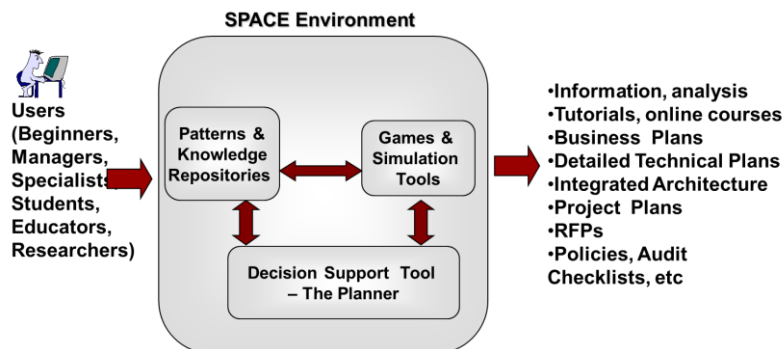 SPACE Environment
Users
(Beginners,
Managers,
Specialists,
Students,
Educators,
Researchers)
Patterns &
Knowledge
Repositories
Games &
Simulation
Tools
Decision Support Tool
– The Planner
•Information, analysis
•Tutorials, online courses
•Business Plans
•Detailed Technical Plans
•Integrated Architecture
•Project Plans
•RFPs
•Policies, Audit
Checklists, etc